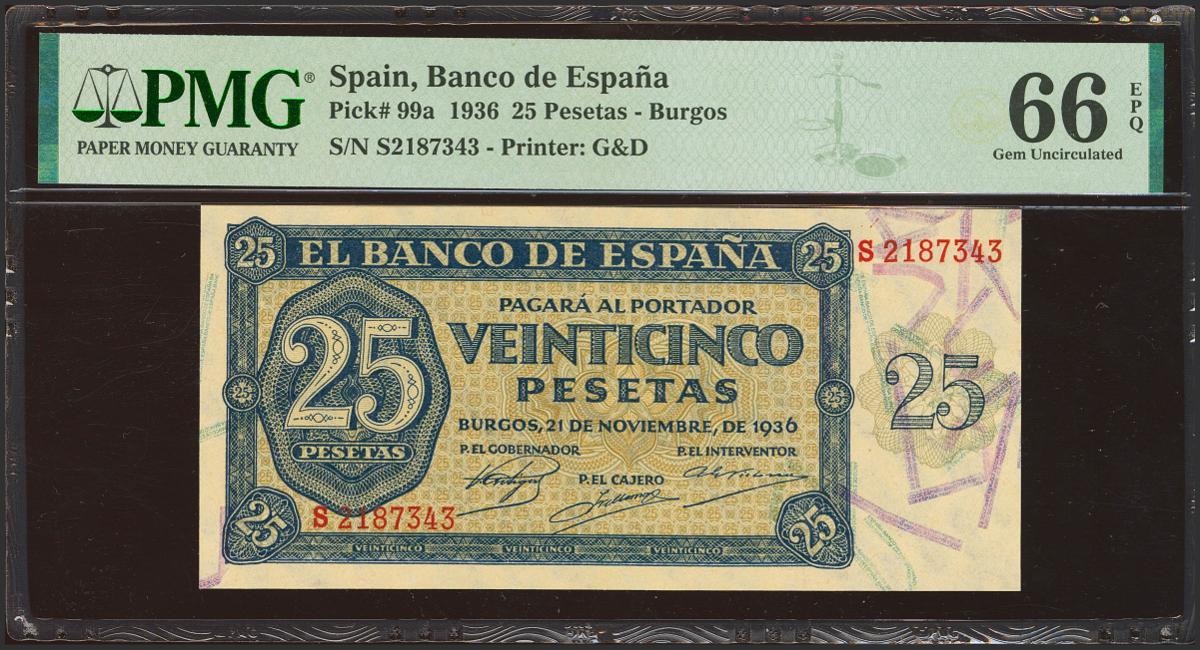 PMG®
PAPER MONEY GUARANTY
Spain, Banco de España
Pick# 99a 1936 25 Pesetas - Burgos
S/N S2187343 - Printer: G&D
66 EPQ
Gem Uncirculated
25 EL BANCO DE ESPAÑA 25 S 2187343
PAGARÁ AL PORTADOR
VEINTICINCO
PESETAS
25 25 25 25
PESETAS
BURGOS, 21 DE NOVIEMBRE, DE 1936
P. EL GOBERNADOR P. EL INTERVENTOR
P. EL CAJERO
S 2187343
25 25
VEINTICINCO VEINTICINCO VEINTICINCO